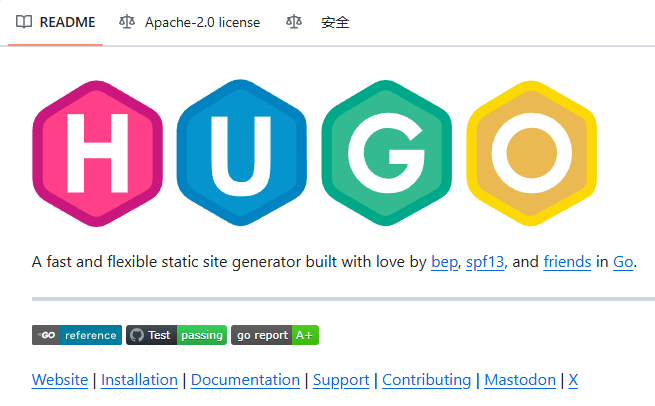 README Apache-2.0 license 安全
HUGO
A fast and flexible static site generator built with love by bep, spf13, and friends in Go.
GO reference Test passing go report A+
Website | Installation | Documentation | Support | Contributing | Mastodon | X